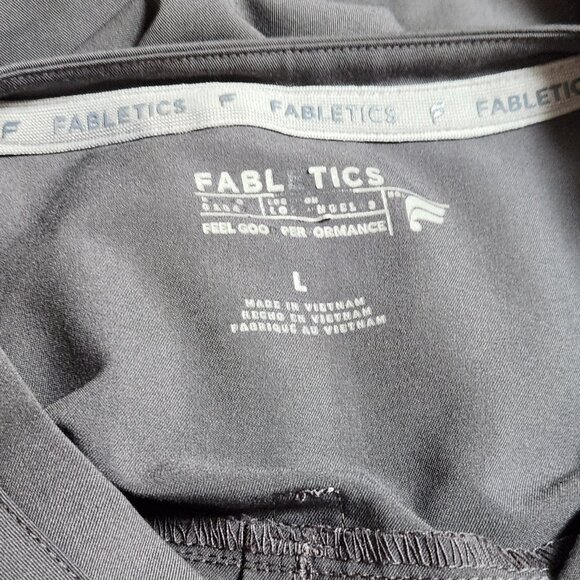 F FABLETICS F FABLETICS F FABLETICS
FABLETICS
FEEL GOO PER ORMANCE
L
MADE IN VIETNAM
HECHO EN VIETNAM
FABRIQUÉ AU VIETNAM